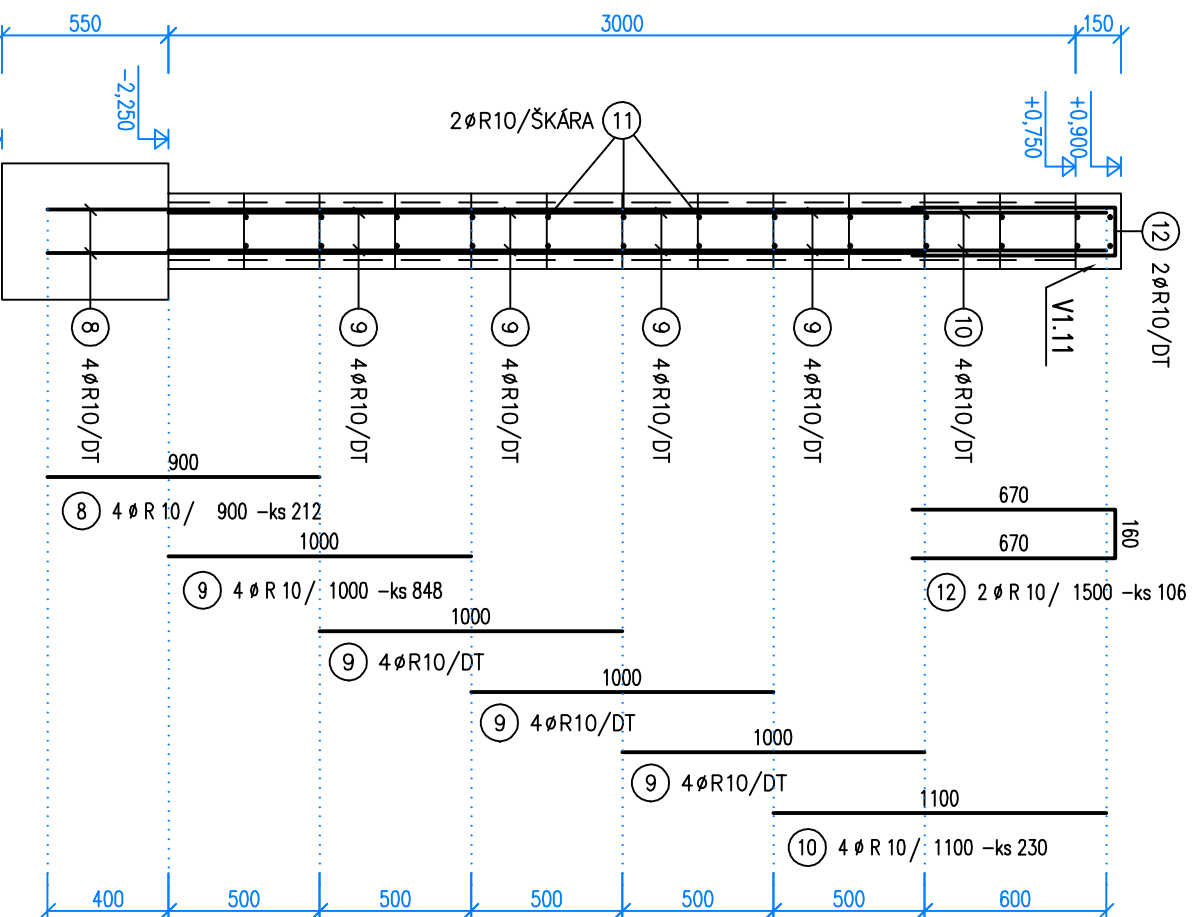 550
3000
150
-2,250
+0,750
+0,900
2øR10/ŠKÁRA 11
12 2øR10/DT
V1.11
8 4øR10/DT
9 4øR10/DT
9 4øR10/DT
9 4øR10/DT
9 4øR10/DT
10 4øR10/DT
900
8 4 ø R 10/ 900 -ks 212
670
160
670
12 2 ø R 10/ 1500 -ks 106
1000
9 4 ø R 10/ 1000 -ks 848
1000
9 4øR10/DT
1000
9 4øR10/DT
1000
9 4øR10/DT
1100
10 4 ø R 10/ 1100 -ks 230
400
500
500
500
500
500
600